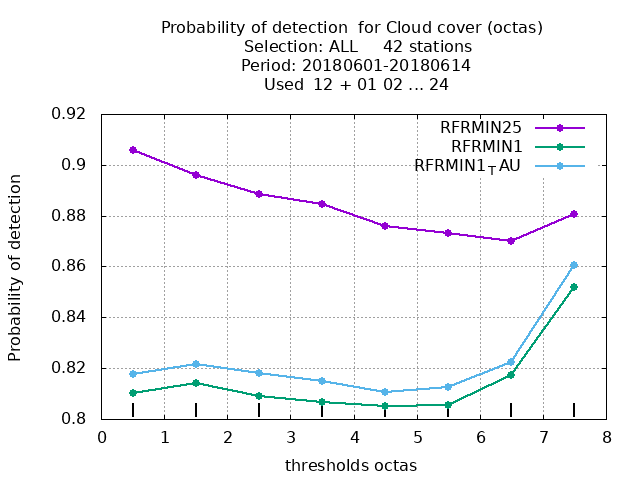 Probability of detection  for Cloud cover (octas)
Selection: ALL     42 stations
Period: 20180601-20180614
Used  12 + 01 02 ... 24
RFRMIN25
RFRMIN1
RFRMIN1TAU
Probability of detection
0.92
0.9
0.88
0.86
0.84
0.82
0.8
0 1 2 3 4 5 6 7 8
thresholds octas